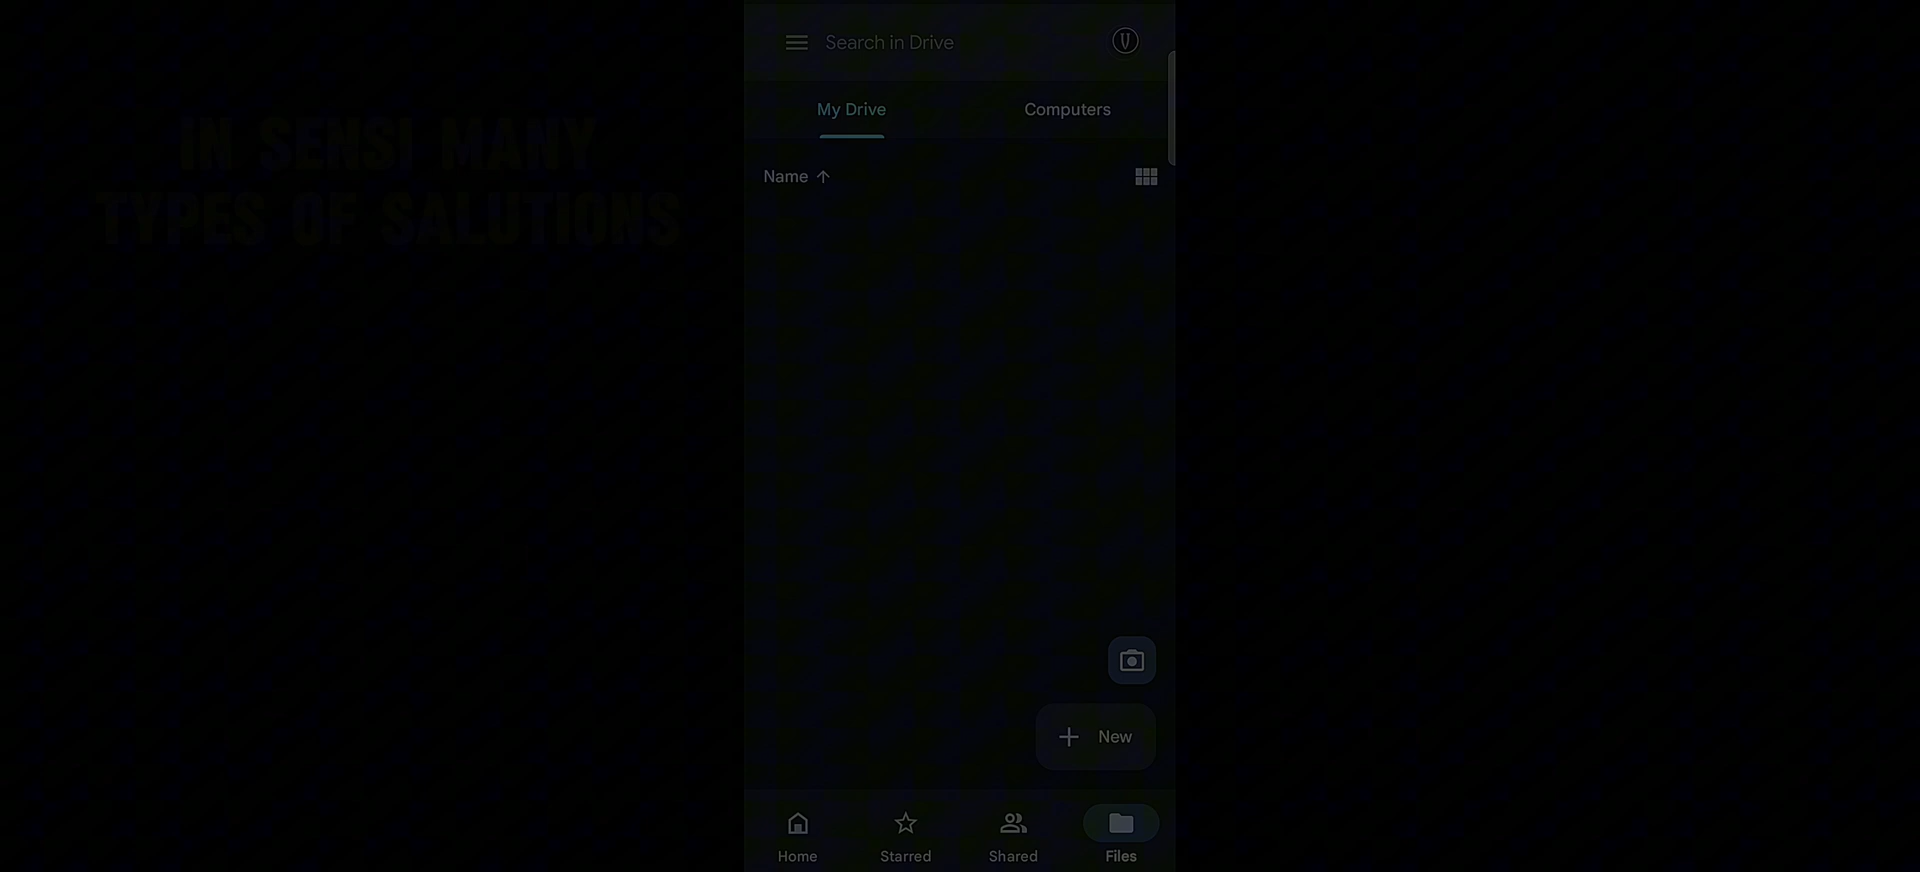 Search in Drive
My Drive
Computers
Name
IN SENSI MANY
TYPES OF SALUTIONS
New
Home
Starred
Shared
Files